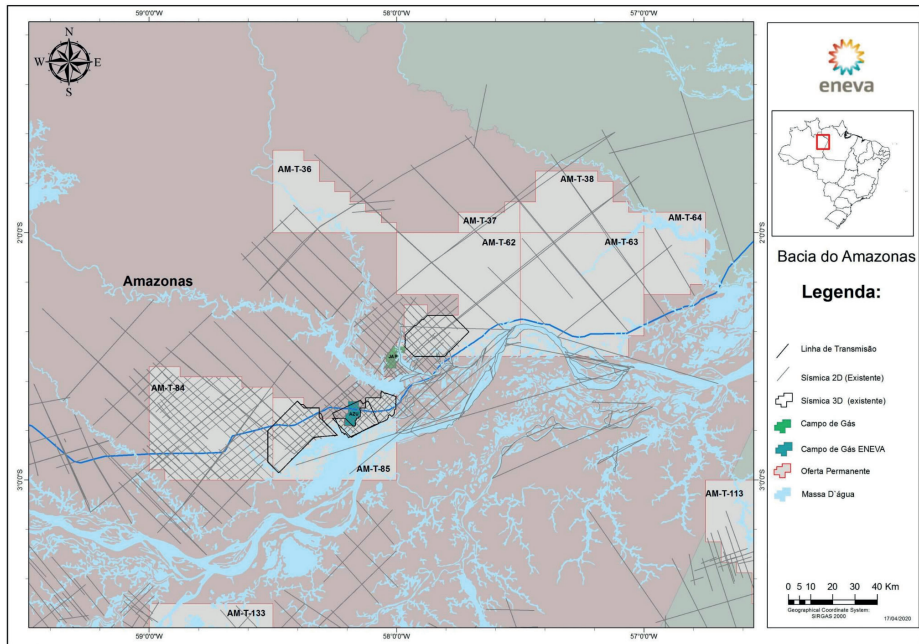 59°0'0"W
58°0'0"W
57°0'0"W
N
W
E
S
eneva
AM-T-36
AM-T-38
AM-T-37
AM-T-64
2°0'0"S
2°0'0"S
AM-T-62
AM-T-63
Bacia do Amazonas
Amazonas
Legenda:
Linha de Transmissão
Sísmica 2D (Existente)
AM-T-84
Sísmica 3D (existente)
Campo de Gás
Campo de Gás ENEVA
AM-T-85
Oferta Permanente
3°0'0"S
3°0'0"S
AM-T-113
Massa D'água
0 5 10 20 30 40 Km
Geographical Coordinate System:
SIRGAS 2000
17/04/2020
AM-T-133
59°0'0"W
58°0'0"W
57°0'0"W